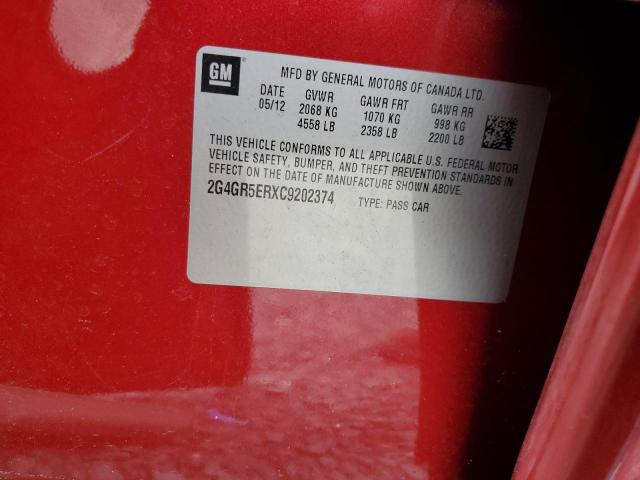 GM
MFD BY GENERAL MOTORS OF CANADA LTD.
DATE GVWR GAWR FRT GAWR RR
05/12 2068 KG 1070 KG 998 KG
4558 LB 2358 LB 2200 LB
THIS VEHICLE CONFORMS TO ALL APPLICABLE U.S. FEDERAL MOTOR
VEHICLE SAFETY, BUMPER, AND THEFT PREVENTION STANDARDS IN
EFFECT ON THE DATE OF MANUFACTURE SHOWN ABOVE.
2G4GR5ERXC9202374 TYPE: PASS CAR